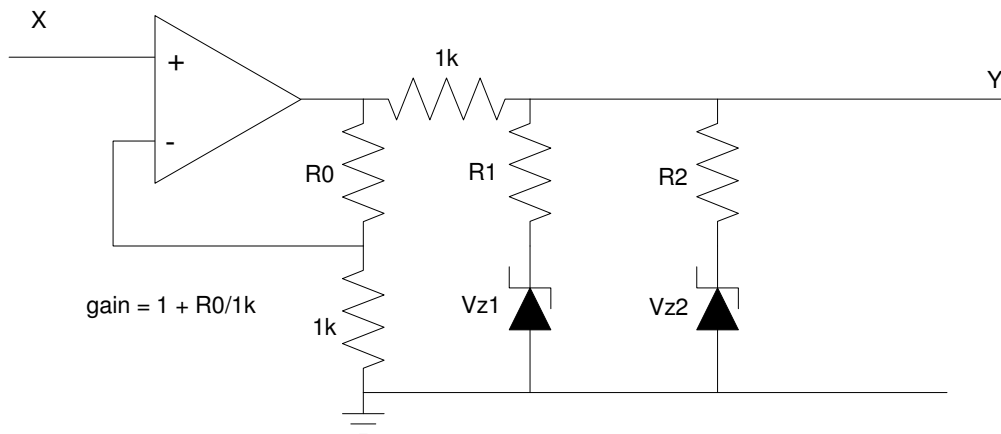 X
Y
+
-
1k
R0
R1
R2
Vz1
Vz2
gain = 1 + R0/1k
1k